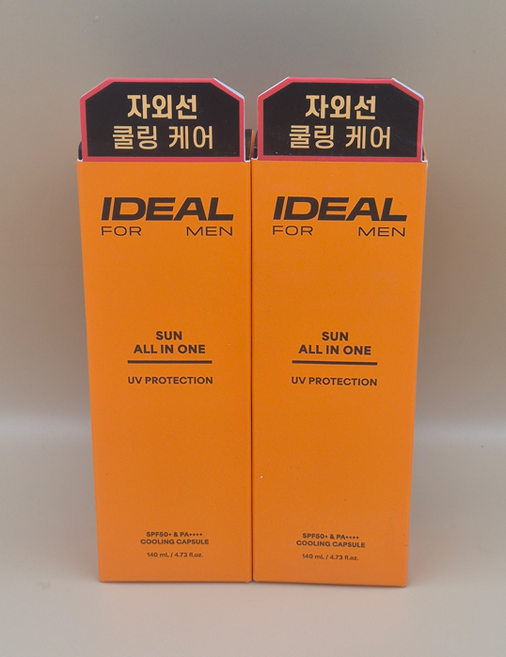 자외선
쿨링 케어
IDEAL
FOR MEN
SUN
ALL IN ONE
UV PROTECTION
SPF50+ & PA++++
COOLING CAPSULE
140 mL / 4.73 fl.oz.
자외선
쿨링 케어
IDEAL
FOR MEN
SUN
ALL IN ONE
UV PROTECTION
SPF50+ & PA++++
COOLING CAPSULE
140 mL / 4.73 fl.oz.